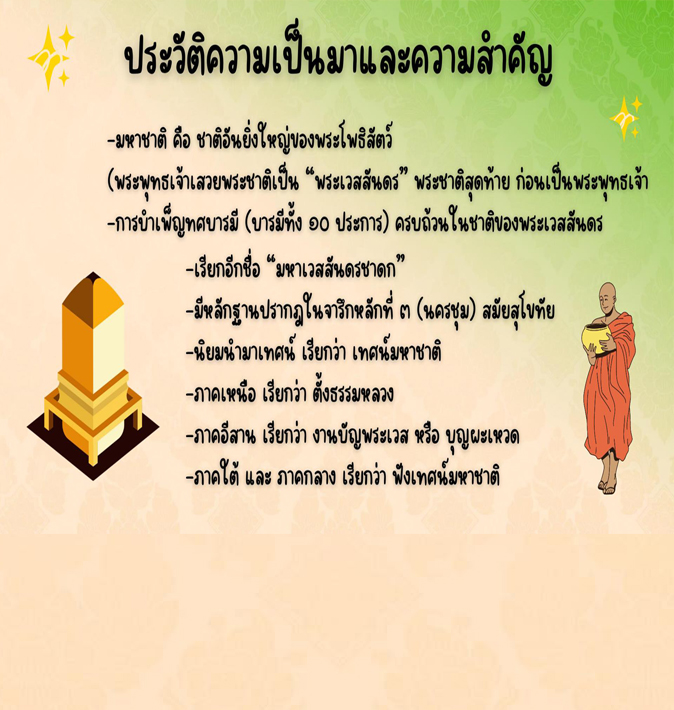 ประวัติความเป็นมาและความสำคัญ
-มหาชาติ คือ ชาติอันยิ่งใหญ่ของพระโพธิสัตว์
(พระพุทธเจ้าเสวยพระชาติเป็น “พระเวสสันดร” พระชาติสุดท้าย ก่อนเป็นพระพุทธเจ้า
-การบำเพ็ญทศบารมี (บารมีทั้ง ๑๐ ประการ) ครบถ้วนในชาติของพระเวสสันดร
-เรียกอีกชื่อ “มหาเวสสันดรชาดก”
-มีหลักฐานปรากฏในจารึกหลักที่ ๓ (นครชุม) สมัยสุโขทัย
-นิยมนำมาเทศน์ เรียกว่า เทศน์มหาชาติ
-ภาคเหนือ เรียกว่า ตั้งธรรมหลวง
-ภาคอีสาน เรียกว่า งานบัญพระเวส หรือ บุญผะเหวด
-ภาคใต้ และ ภาคกลาง เรียกว่า ฟังเทศน์มหาชาติ